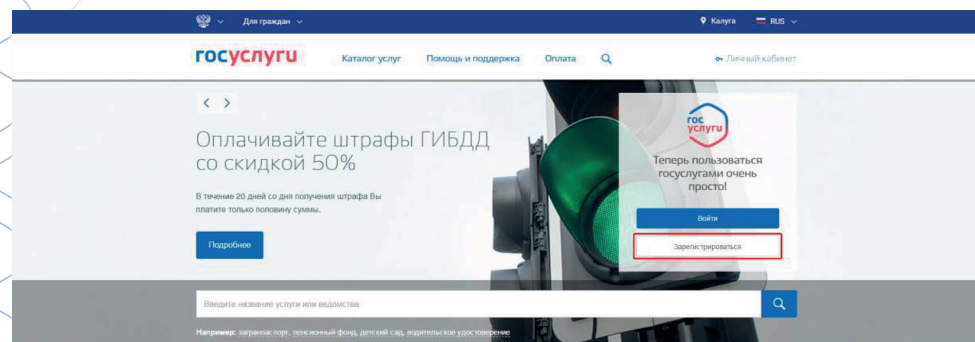 Для граждан
Калуга
RUS
госуслуги
Каталог услуг
Помощь и поддержка
Оплата
Личный кабинет
Оплачивайте штрафы ГИБДД
со скидкой 50%
В течение 20 дней со дня получения штрафа Вы
платите только половину суммы.
Подробнее
гос
услуги
Теперь пользоваться
госуслугами очень
просто!
Войти
Зарегистрироваться
Введите название услуги или ведомства
Например: загранпаспорт, пенсионный фонд, детский сад, водительское удостоверение